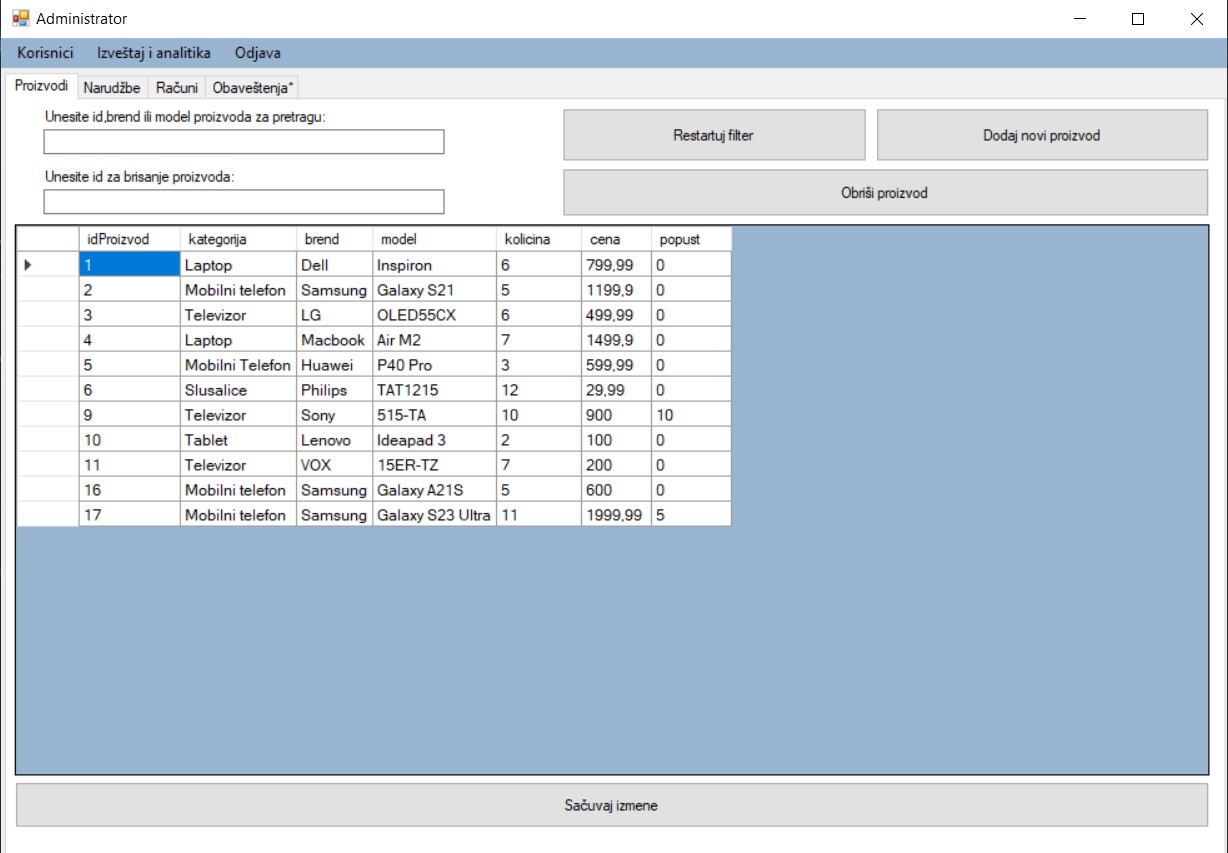 Administrator
Korisnici Izveštaj i analitika Odjava
Proizvodi Narudžbe Računi Obaveštenja*
Unesite id,brend ili model proizvoda za pretragu:
Restartuj filter Dodaj novi proizvod
Unesite id za brisanje proizvoda:
Obriši proizvod
idProizvod kategorija brend model kolicina cena popust
1 Laptop Dell Inspiron 6 799,99 0
2 Mobilni telefon Samsung Galaxy S21 5 1199,9 0
3 Televizor LG OLED55CX 6 499,99 0
4 Laptop Macbook Air M2 7 1499,9 0
5 Mobilni Telefon Huawei P40 Pro 3 599,99 0
6 Slusalice Philips TAT1215 12 29,99 0
9 Televizor Sony 515-TA 10 900 10
10 Tablet Lenovo Ideapad 3 2 100 0
11 Televizor VOX 15ER-TZ 7 200 0
16 Mobilni telefon Samsung Galaxy A21S 5 600 0
17 Mobilni telefon Samsung Galaxy S23 Ultra 11 1999,99 5
Sačuvaj izmene